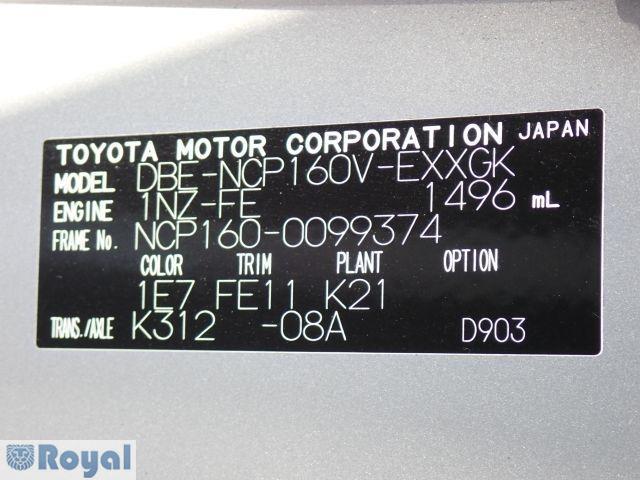 TOYOTA MOTOR CORPORATION JAPAN
MODEL DBE-NCP160V-EXXGK
ENGINE 1NZ-FE 1496 mL
FRAME No. NCP160-0099374
COLOR TRIM PLANT OPTION
1E7 FE11 K21
TRANS./AXLE K312 -08A D903
Royal